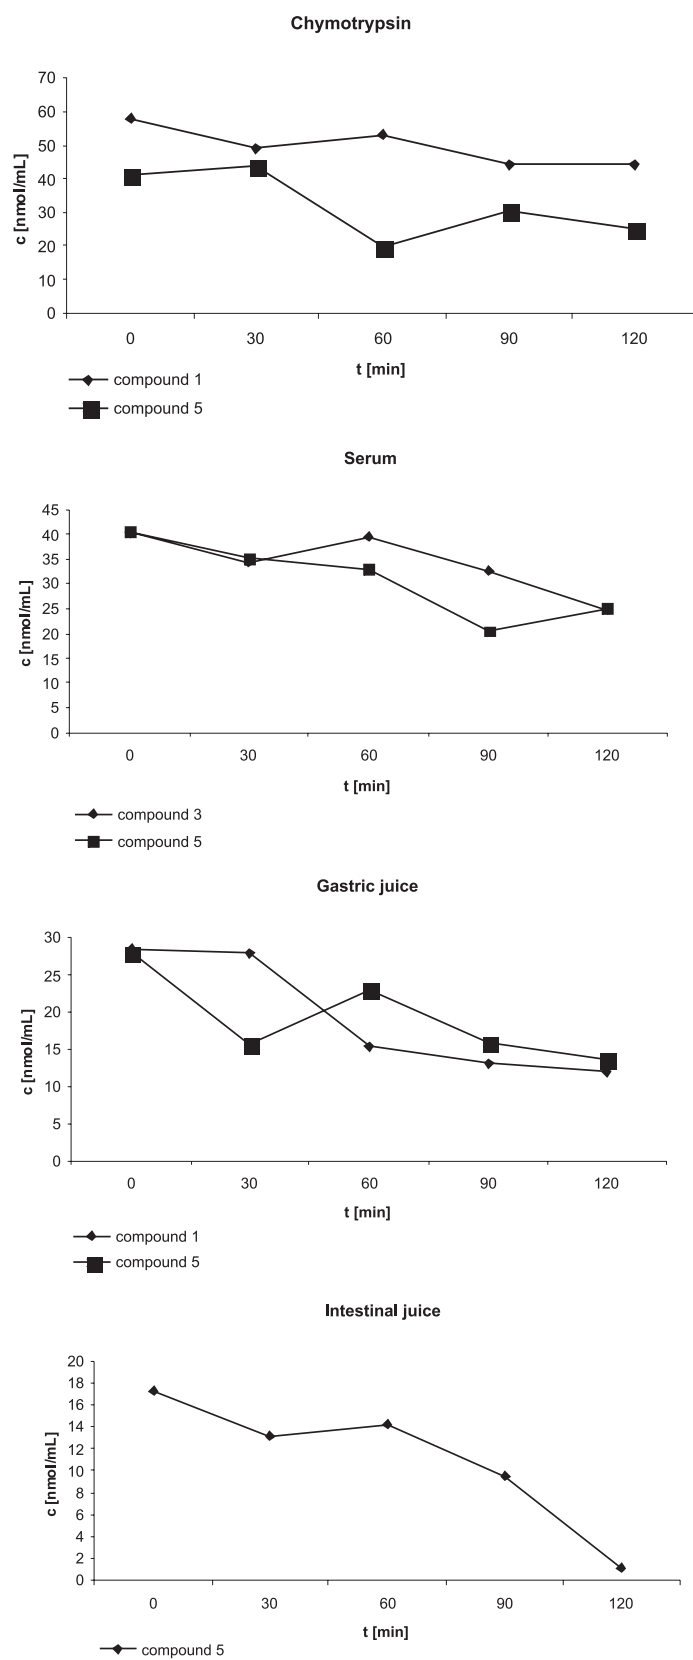 Chymotrypsin
70
60
50
40
30
20
10
0
c [nmol/mL]
0 30 60 90 120
t [min]
compound 1
compound 5
Serum
45
40
35
30
25
20
15
10
5
0
c [nmol/mL]
0 30 60 90 120
t [min]
compound 3
compound 5
Gastric juice
30
25
20
15
10
5
0
c [nmol/mL]
0 30 60 90 120
t [min]
compound 1
compound 5
Intestinal juice
20
18
16
14
12
10
8
6
4
2
0
c [nmol/mL]
0 30 60 90 120
t [min]
compound 5